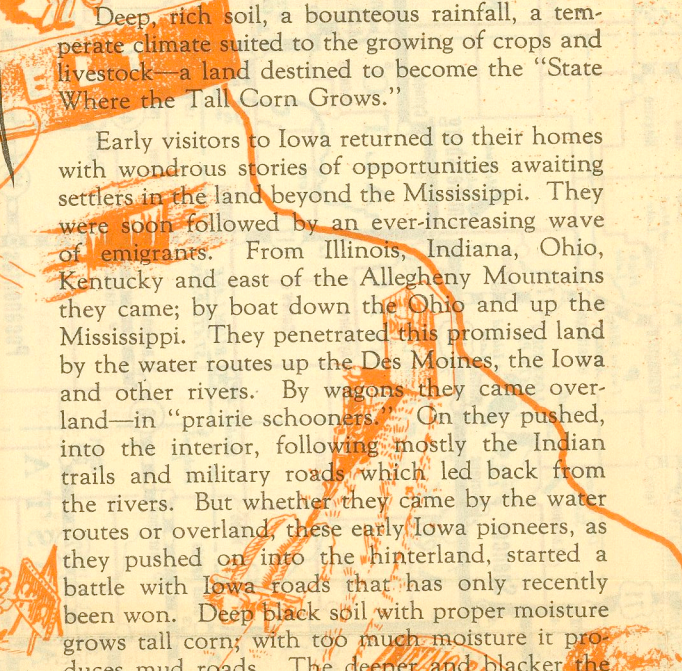 Deep, rich soil, a bounteous rainfall, a tem-
perate climate suited to the growing of crops and
livestock—a land destined to become the “State
Where the Tall Corn Grows.”
Early visitors to Iowa returned to their homes
with wondrous stories of opportunities awaiting
settlers in the land beyond the Mississippi. They
were soon followed by an ever-increasing wave
of emigrants. From Illinois, Indiana, Ohio,
Kentucky and east of the Allegheny Mountains
they came; by boat down the Ohio and up the
Mississippi. They penetrated this promised land
by the water routes up the Des Moines, the Iowa
and other rivers. By wagons they came over-
land—in “prairie schooners.” On they pushed,
into the interior, following mostly the Indian
trails and military roads which led back from
the rivers. But whether they came by the water
routes or overland, these early Iowa pioneers, as
they pushed on into the hinterland, started a
battle with Iowa roads that has only recently
been won. Deep black soil with proper moisture
grows tall corn; with too much moisture it pro-
duces mud roads. The deeper and blacker the